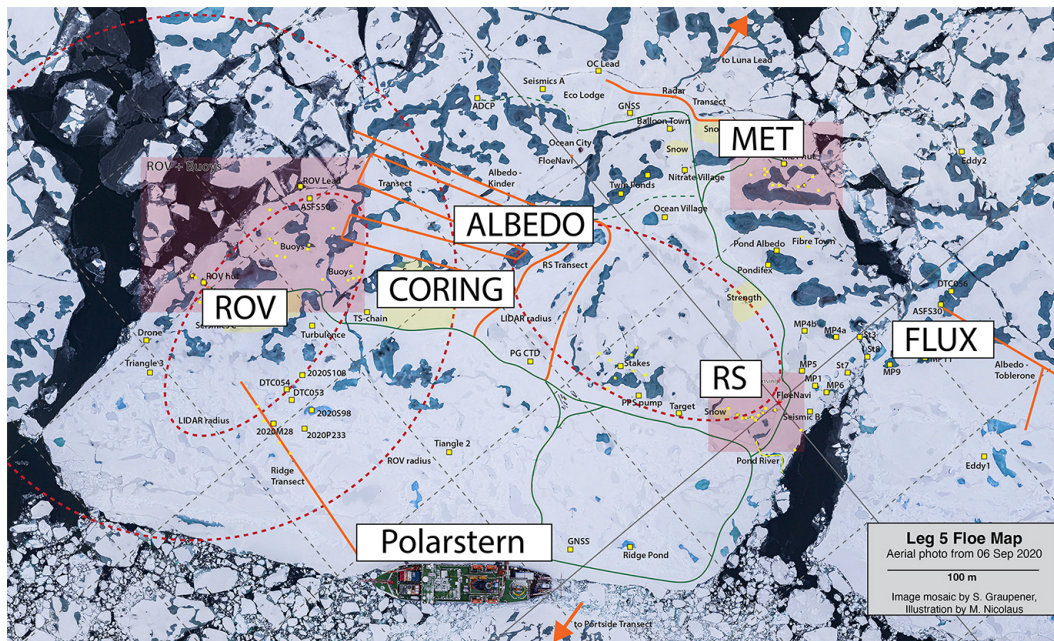 to Luna Lead
OC Lead
Seismics A
Eco Lodge
Radar
Transect
ADCP
GNSS
Balloon Town
Snow
MET
Ocean City
FloeNavi
Snow
Nitrate Village
Eddy2
ROV + Buoys
ROV Lead
Transect
Albedo -
Kinder
Twin Ponds
ASFS50
Ocean Village
ALBEDO
Buoys
Pond Albedo
Fibre Town
RS Transect
Buoys
Pondifex
ROV hut
CORING
DTC056
Strength
ROV
ASFS30
TS-chain
LIDAR radius
FLUX
Drone
Turbulence
MP4b
MP4a
St3
St8
PG CTD
Stakes
RS
MP5
St7
MP9
MP11
Triangle 3
2020S108
MP1
Albedo -
Toblerone
DTC054
DTC053
FloeNavi
MP6
PPS pump
Target
Snow
Seismic B
LIDAR radius
2020S98
2020M28
2020P233
Tiangle 2
ROV radius
Pond River
Eddy1
Ridge
Transect
Polarstern
GNSS
Ridge Pond
Leg 5 Floe Map
Aerial photo from 06 Sep 2020
100 m
Image mosaic by S. Graupener,
Illustration by M. Nicolaus
to Portside Transect